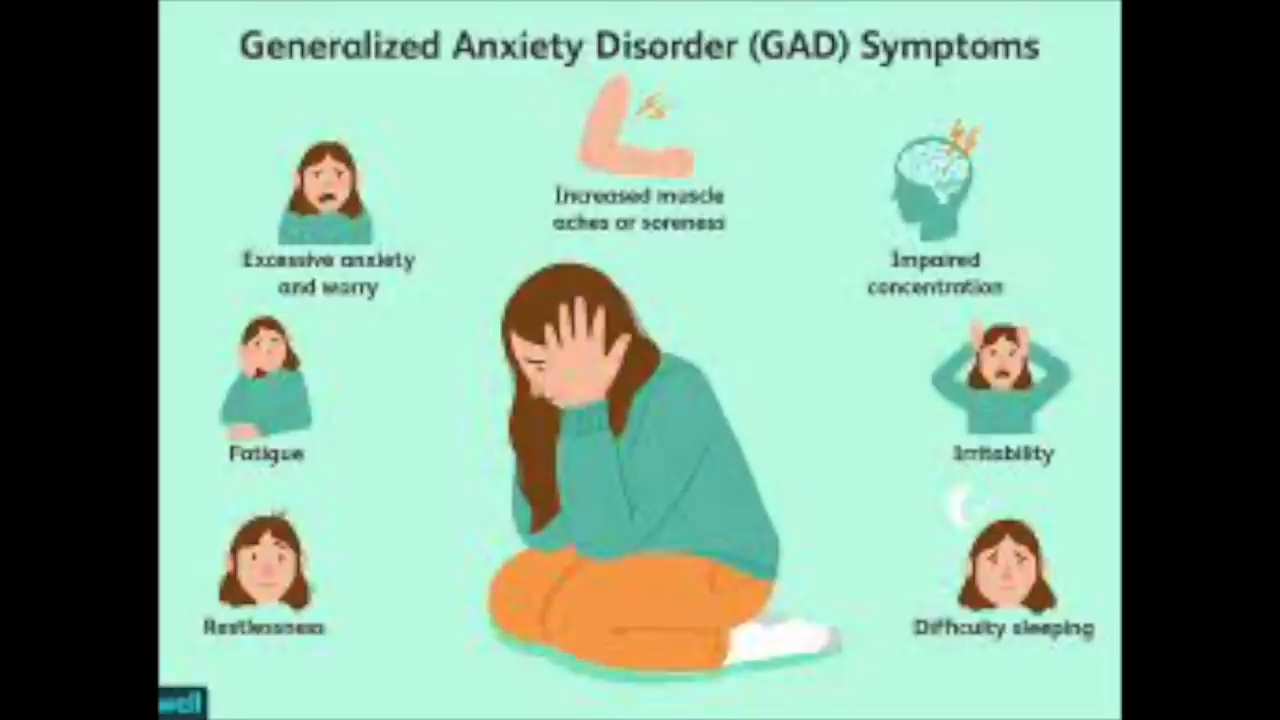 Generalized Anxiety Disorder (GAD) Symptoms
Increased muscle
aches or soreness
Excessive anxiety
and worry
Impaired
concentration
Fatigue
Irritability
Restlessness
Difficulty sleeping
well